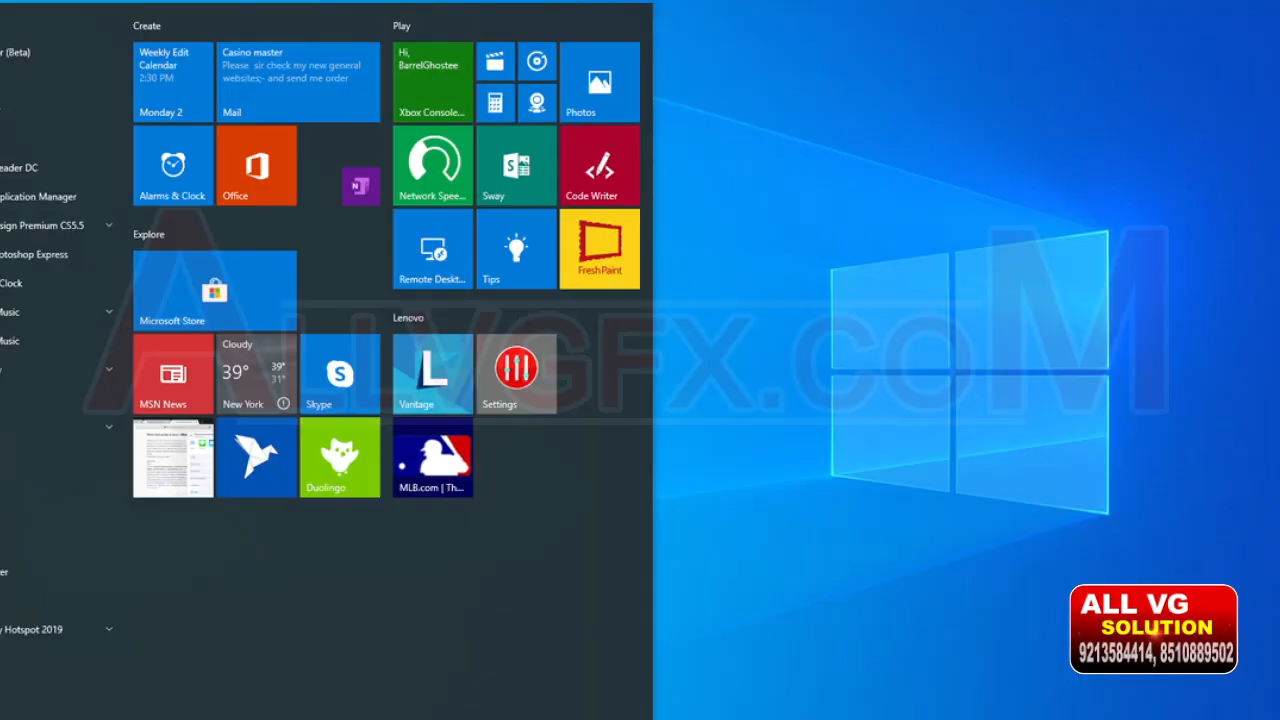 r (Beta)
eader DC
plication Manager
sign Premium CS5.5
otoshop Express
Clock
Music
Music
er
y Hotspot 2019
Create
Weekly Edit
Calendar
2:30 PM
Monday 2
Casino master
Please sir check my new general
websites;- and send me order
Mail
Alarms & Clock
Office
Explore
Microsoft Store
MSN News
Cloudy
39°
39°
31°
New York
Skype
Duolingo
Play
Hi,
BarrelGhostee
Xbox Console...
Photos
Network Spee...
Sway
Code Writer
Remote Deskt...
Tips
FreshPaint
Lenovo
Vantage
Settings
MLB.com | Th...
ALLVGFX.COM
ALL VG
SOLUTION
9213584414, 8510889502